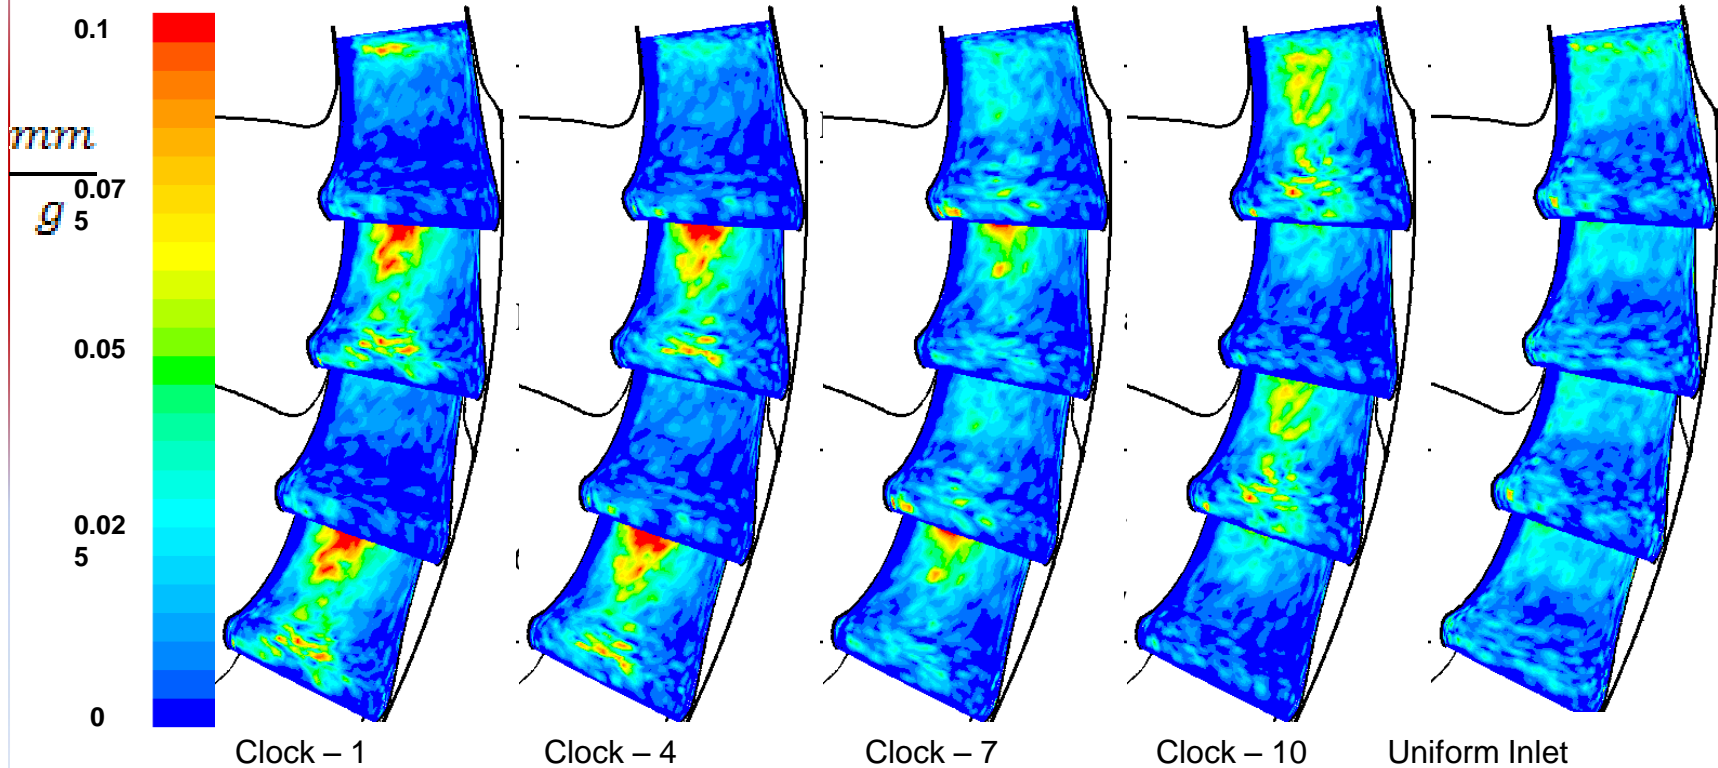 0.1
mm
g
0.07
5
0.05
0.02
5
0
Clock – 1
Clock – 4
Clock – 7
Clock – 10
Uniform Inlet